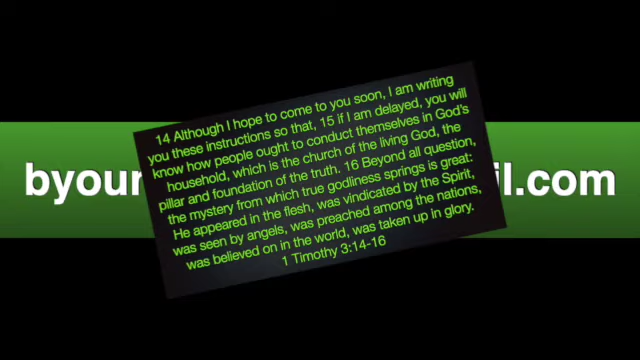 14 Although I hope to come to you soon, I am writing
you these instructions so that, 15 if I am delayed, you will
know how people ought to conduct themselves in God's
household, which is the church of the living God, the
pillar and foundation of the truth. 16 Beyond all question,
the mystery from which true godliness springs is great:
He appeared in the flesh, was vindicated by the Spirit,
was seen by angels, was preached among the nations,
was believed on in the world, was taken up in glory.
1 Timothy 3:14-16
byour il.com